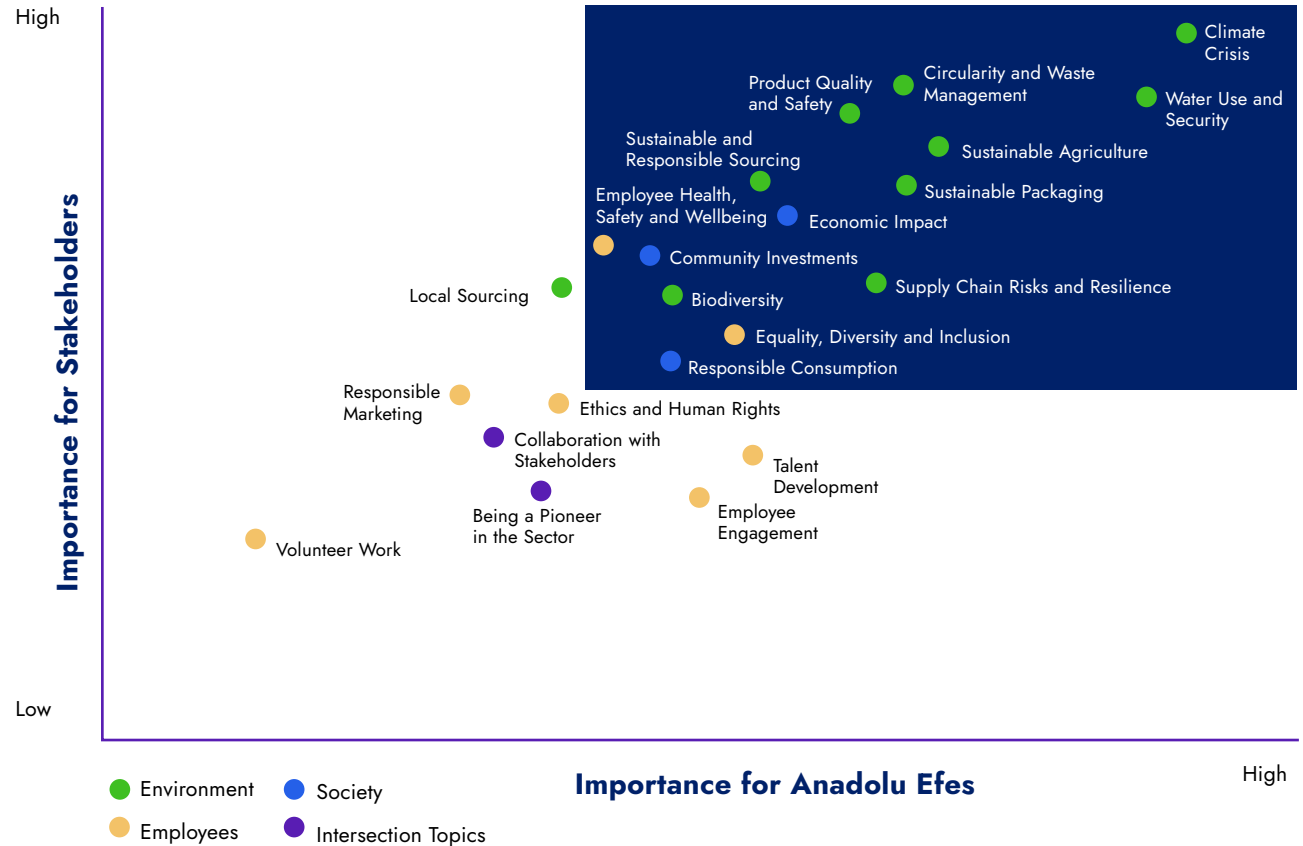 High
Climate
Crisis
Circularity and Waste
Management
Product Quality
and Safety
Water Use and
Security
Sustainable and
Responsible Sourcing
Sustainable Agriculture
Sustainable Packaging
Employee Health,
Safety and Wellbeing
Economic Impact
Community Investments
Supply Chain Risks and Resilience
Local Sourcing
Biodiversity
Equality, Diversity and Inclusion
Responsible Consumption
Responsible
Marketing
Ethics and Human Rights
Collaboration with
Stakeholders
Talent
Development
Being a Pioneer
in the Sector
Employee
Engagement
Volunteer Work
Importance for Stakeholders
Low
Importance for Anadolu Efes
High
Environment
Society
Employees
Intersection Topics